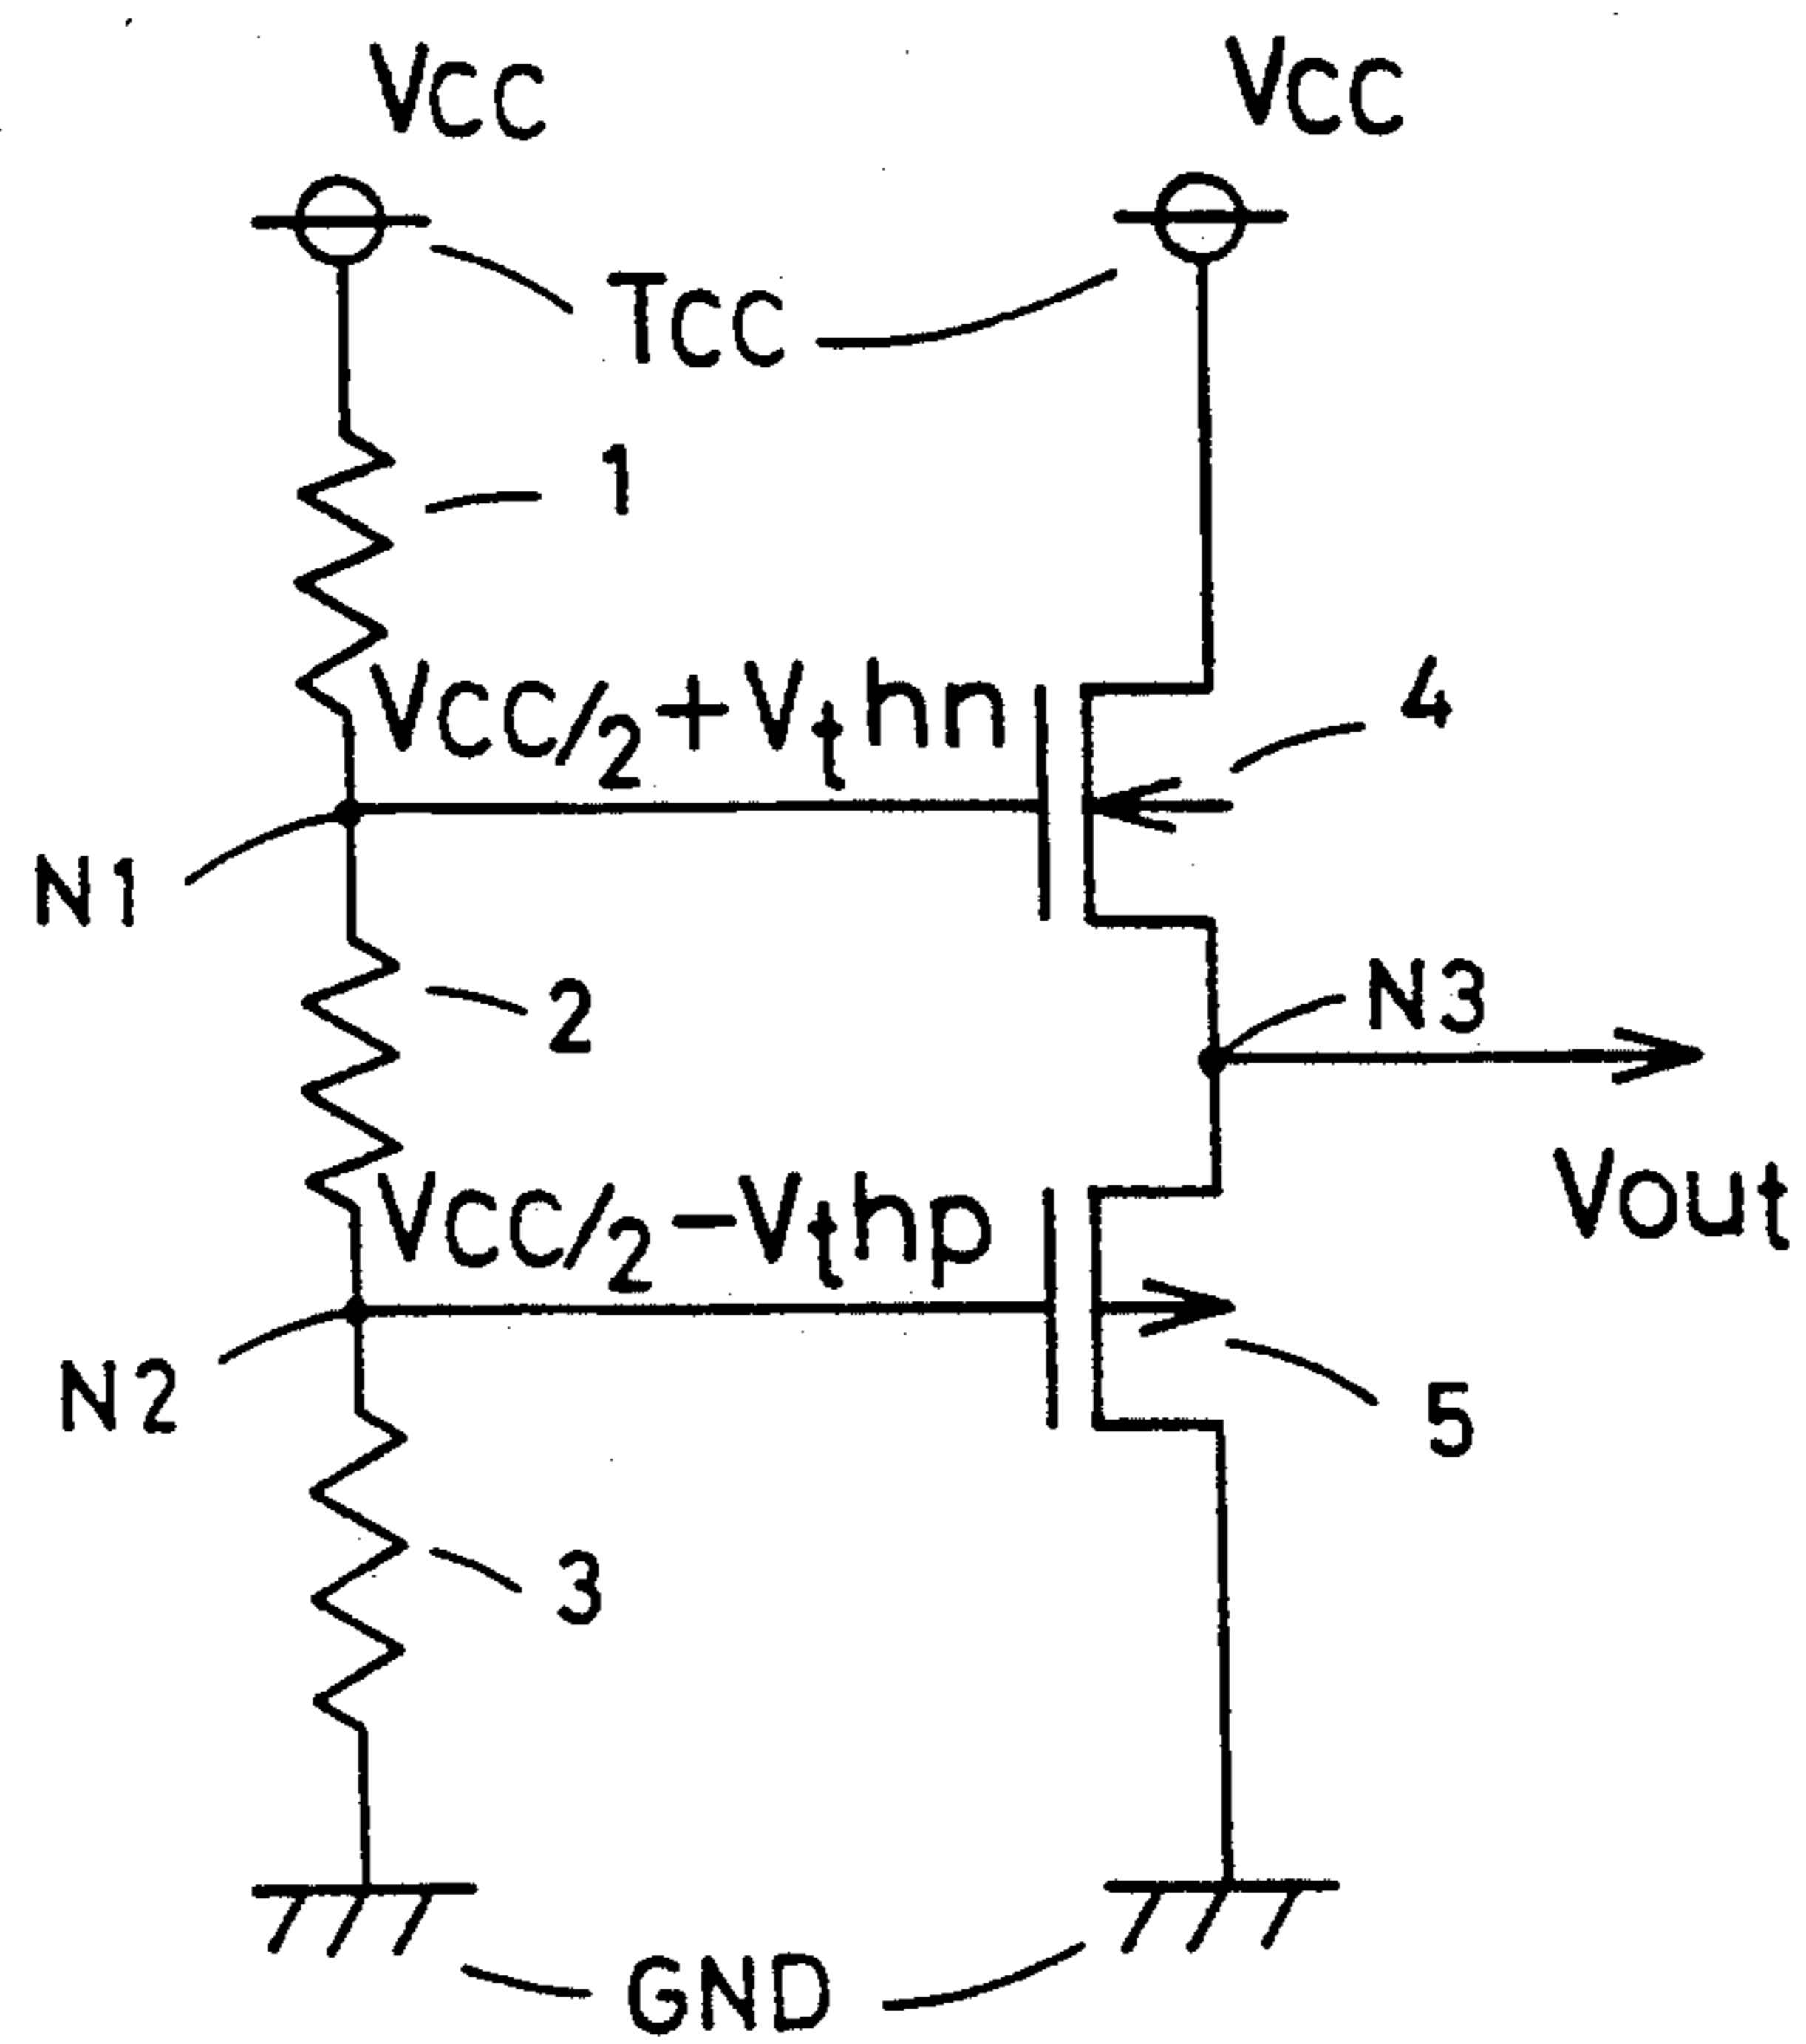 VCC
VCC
TCC
1
VCC/2+Vthn
4
N1
2
N3
VCC/2-Vthp
Vout
N2
5
3
GND